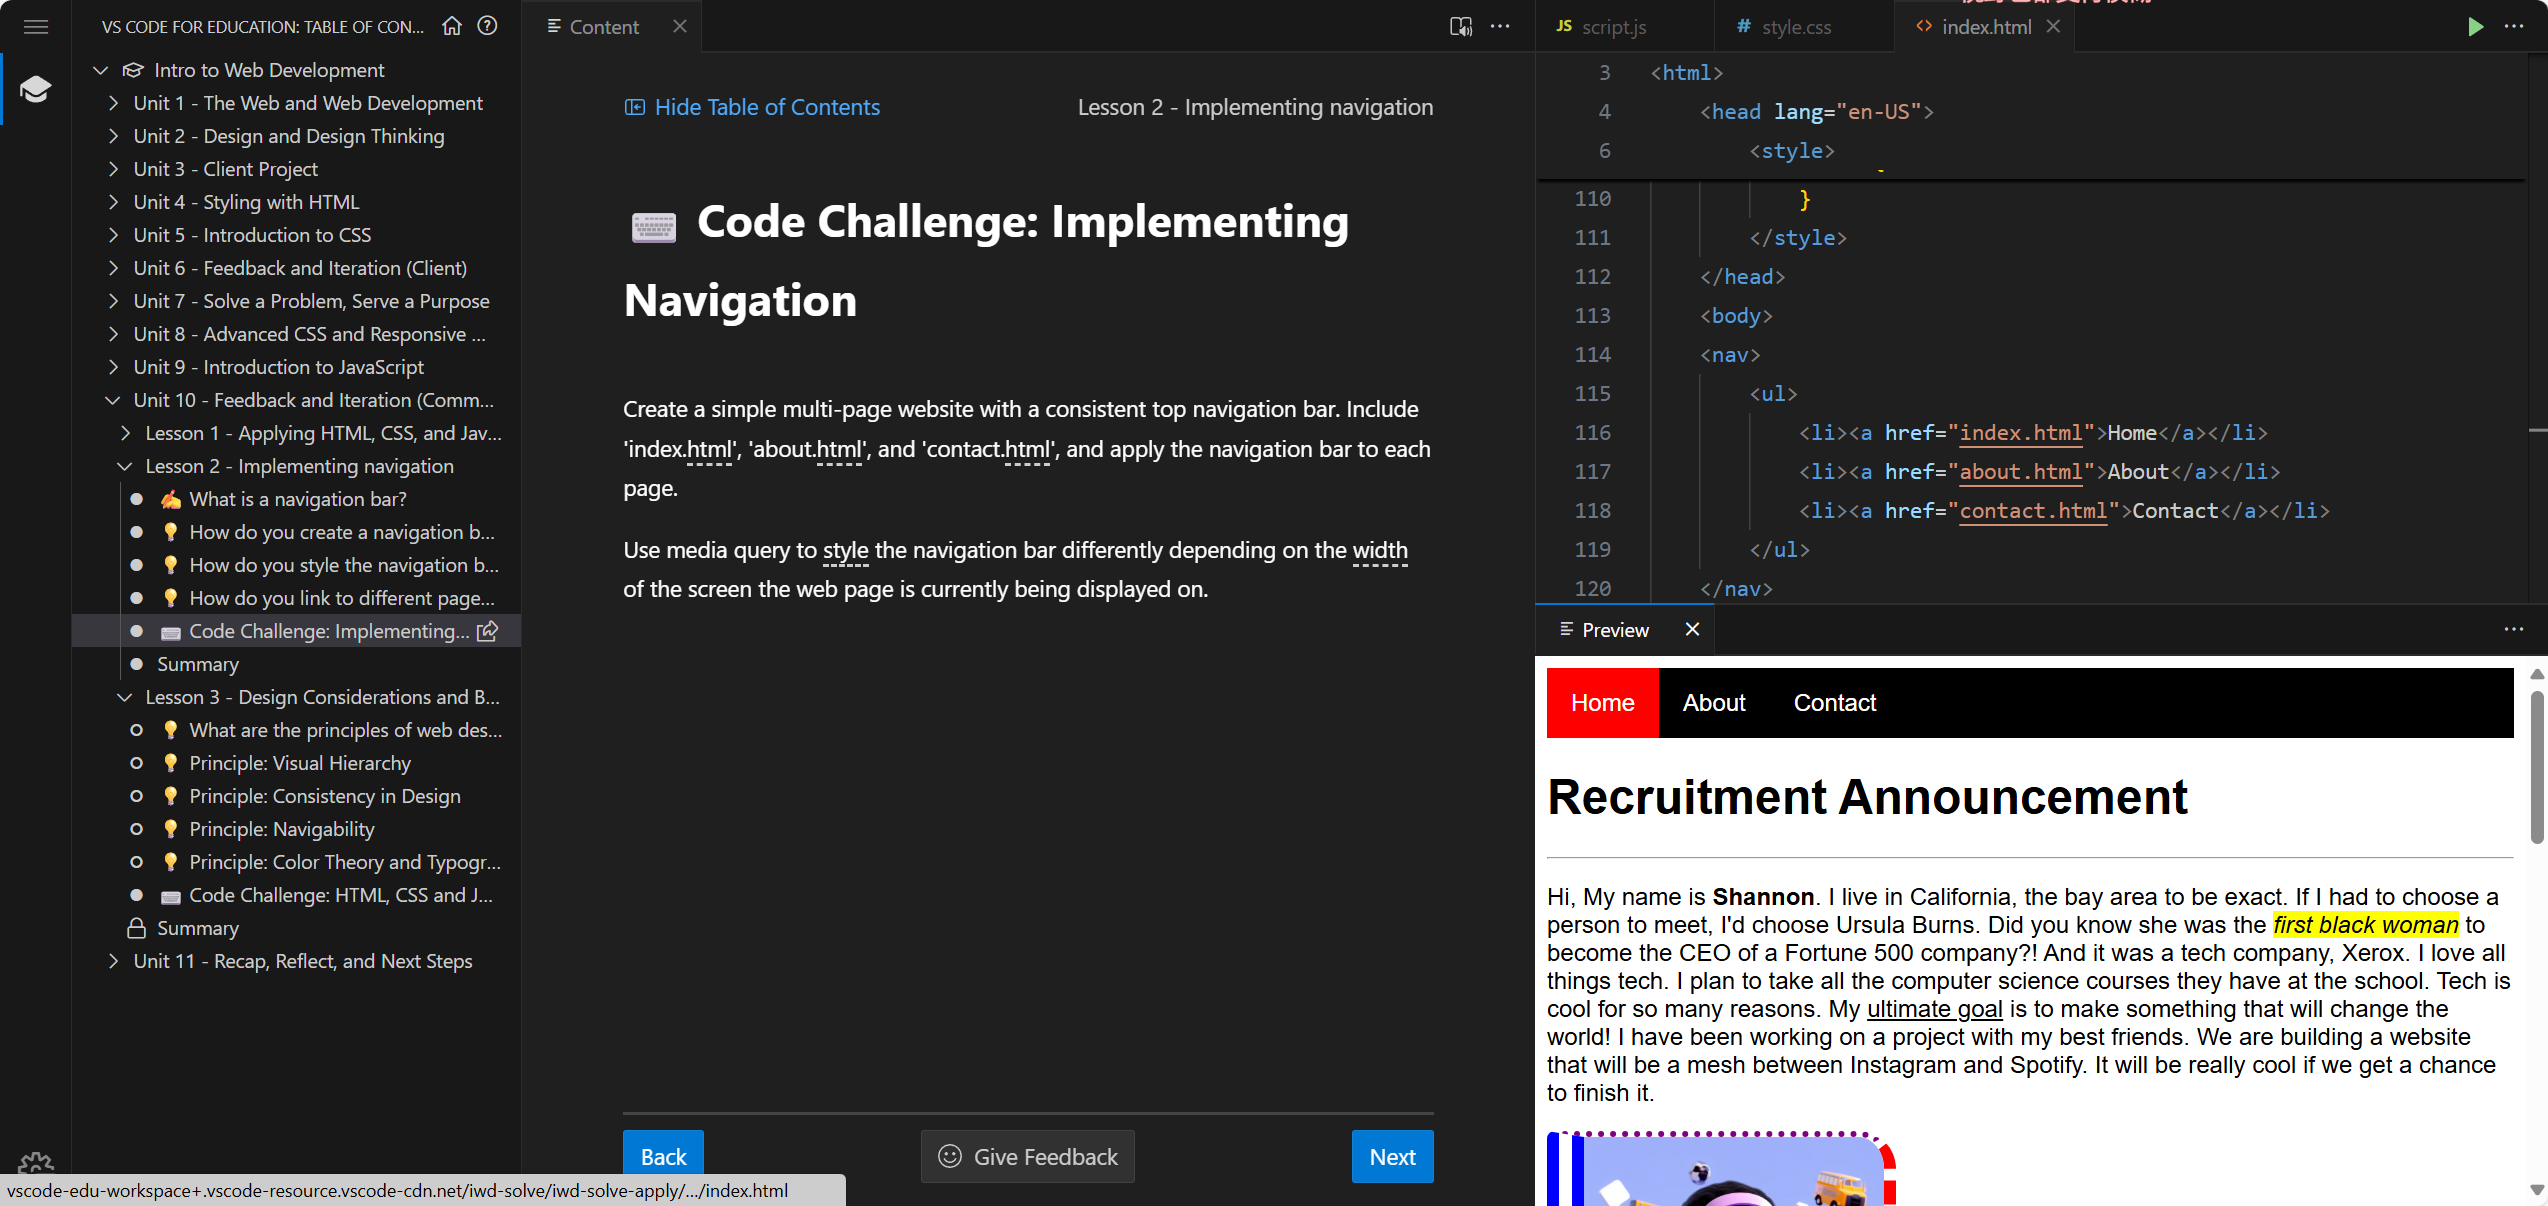 VS CODE FOR EDUCATION: TABLE OF CON...
Intro to Web Development
Unit 1 - The Web and Web Development
Unit 2 - Design and Design Thinking
Unit 3 - Client Project
Unit 4 - Styling with HTML
Unit 5 - Introduction to CSS
Unit 6 - Feedback and Iteration (Client)
Unit 7 - Solve a Problem, Serve a Purpose
Unit 8 - Advanced CSS and Responsive ...
Unit 9 - Introduction to JavaScript
Unit 10 - Feedback and Iteration (Comm...
Lesson 1 - Applying HTML, CSS, and Jav...
Lesson 2 - Implementing navigation
What is a navigation bar?
How do you create a navigation b...
How do you style the navigation b...
How do you link to different page...
Code Challenge: Implementing...
Summary
Lesson 3 - Design Considerations and B...
What are the principles of web des...
Principle: Visual Hierarchy
Principle: Consistency in Design
Principle: Navigability
Principle: Color Theory and Typogr...
Code Challenge: HTML, CSS and J...
Summary
Unit 11 - Recap, Reflect, and Next Steps
vscode-edu-workspace+.vscode-resource.vscode-cdn.net/iwd-solve/iwd-solve-apply/.../index.html
Content
Hide Table of Contents
Lesson 2 - Implementing navigation
Code Challenge: Implementing
Navigation
Create a simple multi-page website with a consistent top navigation bar. Include
'index.html', 'about.html', and 'contact.html', and apply the navigation bar to each
page.
Use media query to style the navigation bar differently depending on the width
of the screen the web page is currently being displayed on.
Back
Give Feedback
Next
JS script.js
# style.css
<> index.html
3 <html>
4 <head lang="en-US">
6 <style>
110 }
111 </style>
112 </head>
113 <body>
114 <nav>
115 <ul>
116 <li><a href="index.html">Home</a></li>
117 <li><a href="about.html">About</a></li>
118 <li><a href="contact.html">Contact</a></li>
119 </ul>
120 </nav>
Preview
Home About Contact
Recruitment Announcement
Hi, My name is Shannon. I live in California, the bay area to be exact. If I had to choose a
person to meet, I'd choose Ursula Burns. Did you know she was the first black woman to
become the CEO of a Fortune 500 company?! And it was a tech company, Xerox. I love all
things tech. I plan to take all the computer science courses they have at the school. Tech is
cool for so many reasons. My ultimate goal is to make something that will change the
world! I have been working on a project with my best friends. We are building a website
that will be a mesh between Instagram and Spotify. It will be really cool if we get a chance
to finish it.